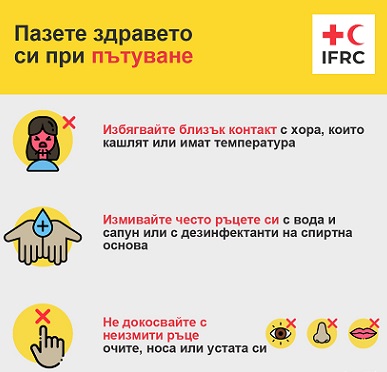 Пазете здравето
си при пътуване
IFRC
Избягвайте близък контакт с хора, които
кашлят или имат температура
Измивайте често ръцете си с вода и
сапун или с дезинфектанти на спиртна
основа
Не докосвайте с
неизмити ръце
очите, носа или устата си